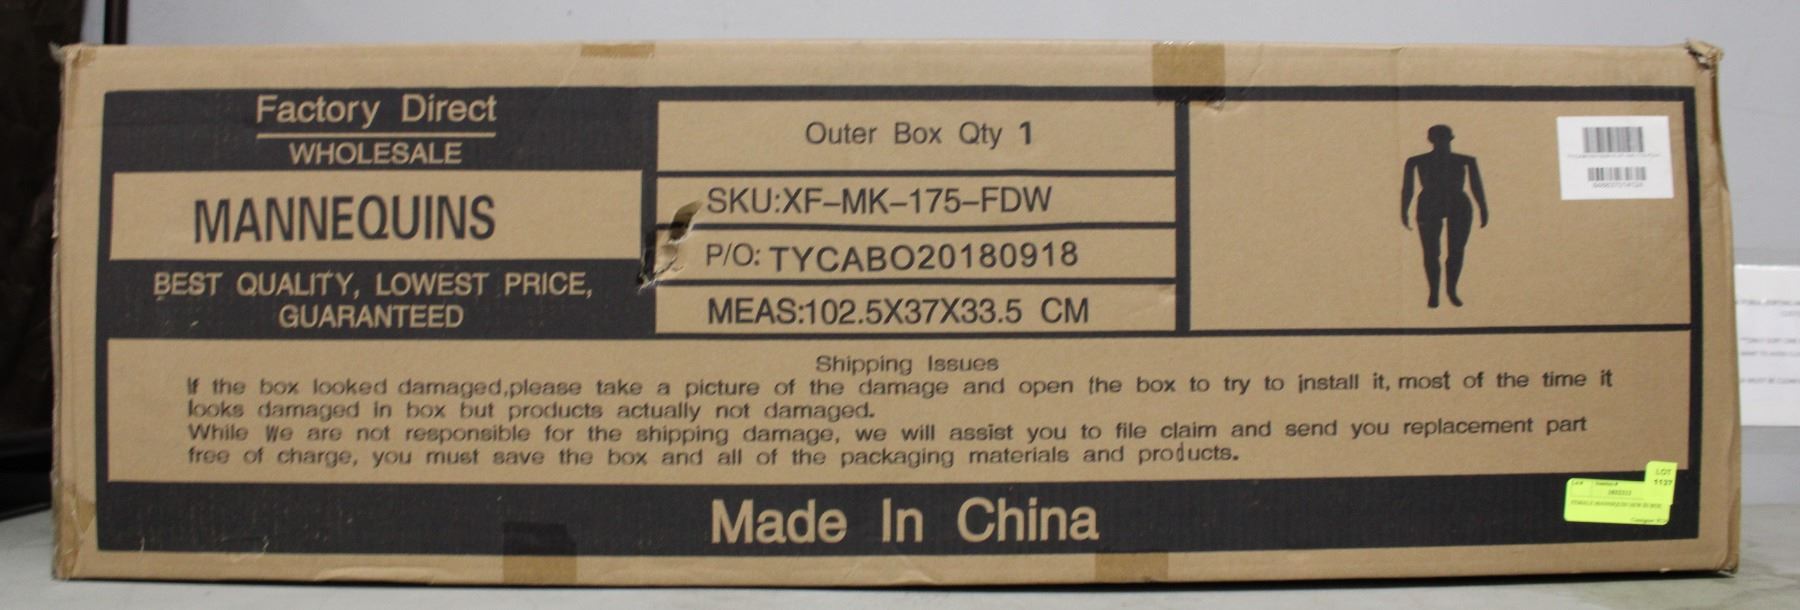 Factory Direct
WHOLESALE
MANNEQUINS
BEST QUALITY, LOWEST PRICE,
GUARANTEED
Outer Box Qty 1
SKU:XF-MK-175-FDW
P/O: TYCABO20180918
MEAS:102.5X37X33.5 CM
Shipping Issues
If the box looked damaged,please take a picture of the damage and open the box to try to install it, most of the time it
looks damaged in box but products actually not damaged.
While We are not responsible for the shipping damage, we will assist you to file claim and send you replacement part
free of charge, you must save the box and all of the packaging materials and products.
Made In China
LOT
1137